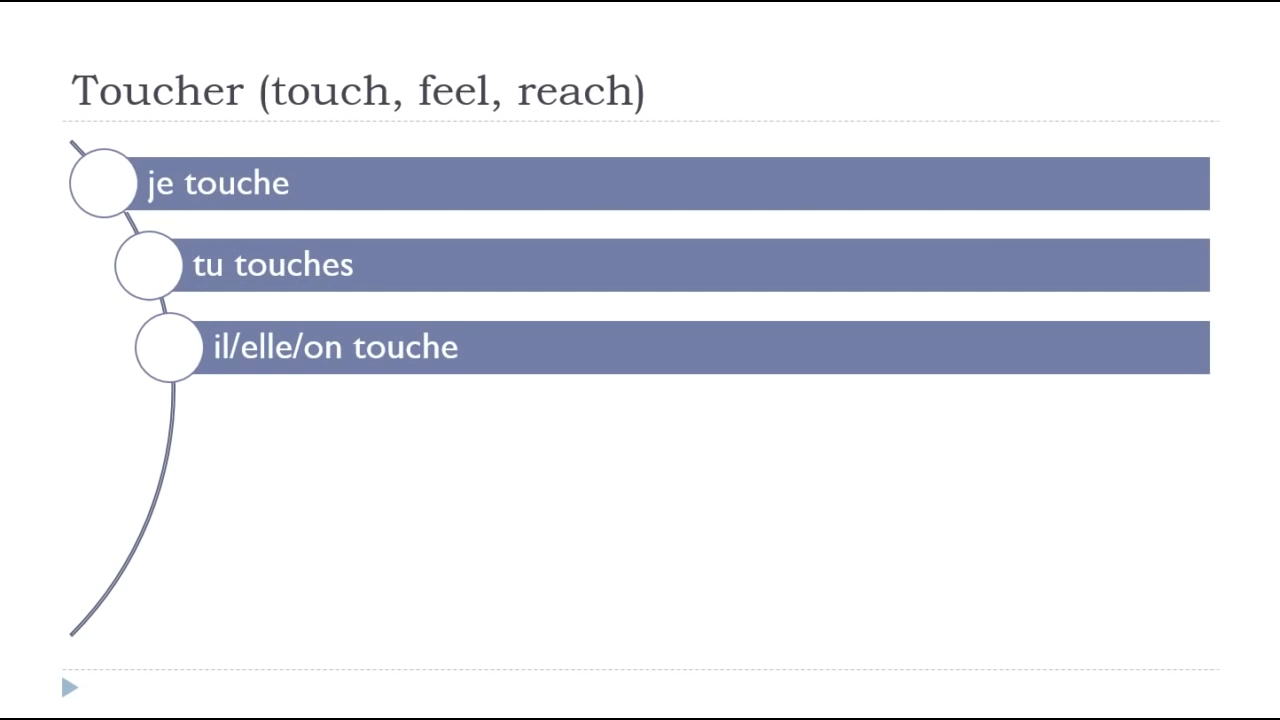 Toucher (touch, feel, reach)
je touche
tu touches
il/elle/on touche